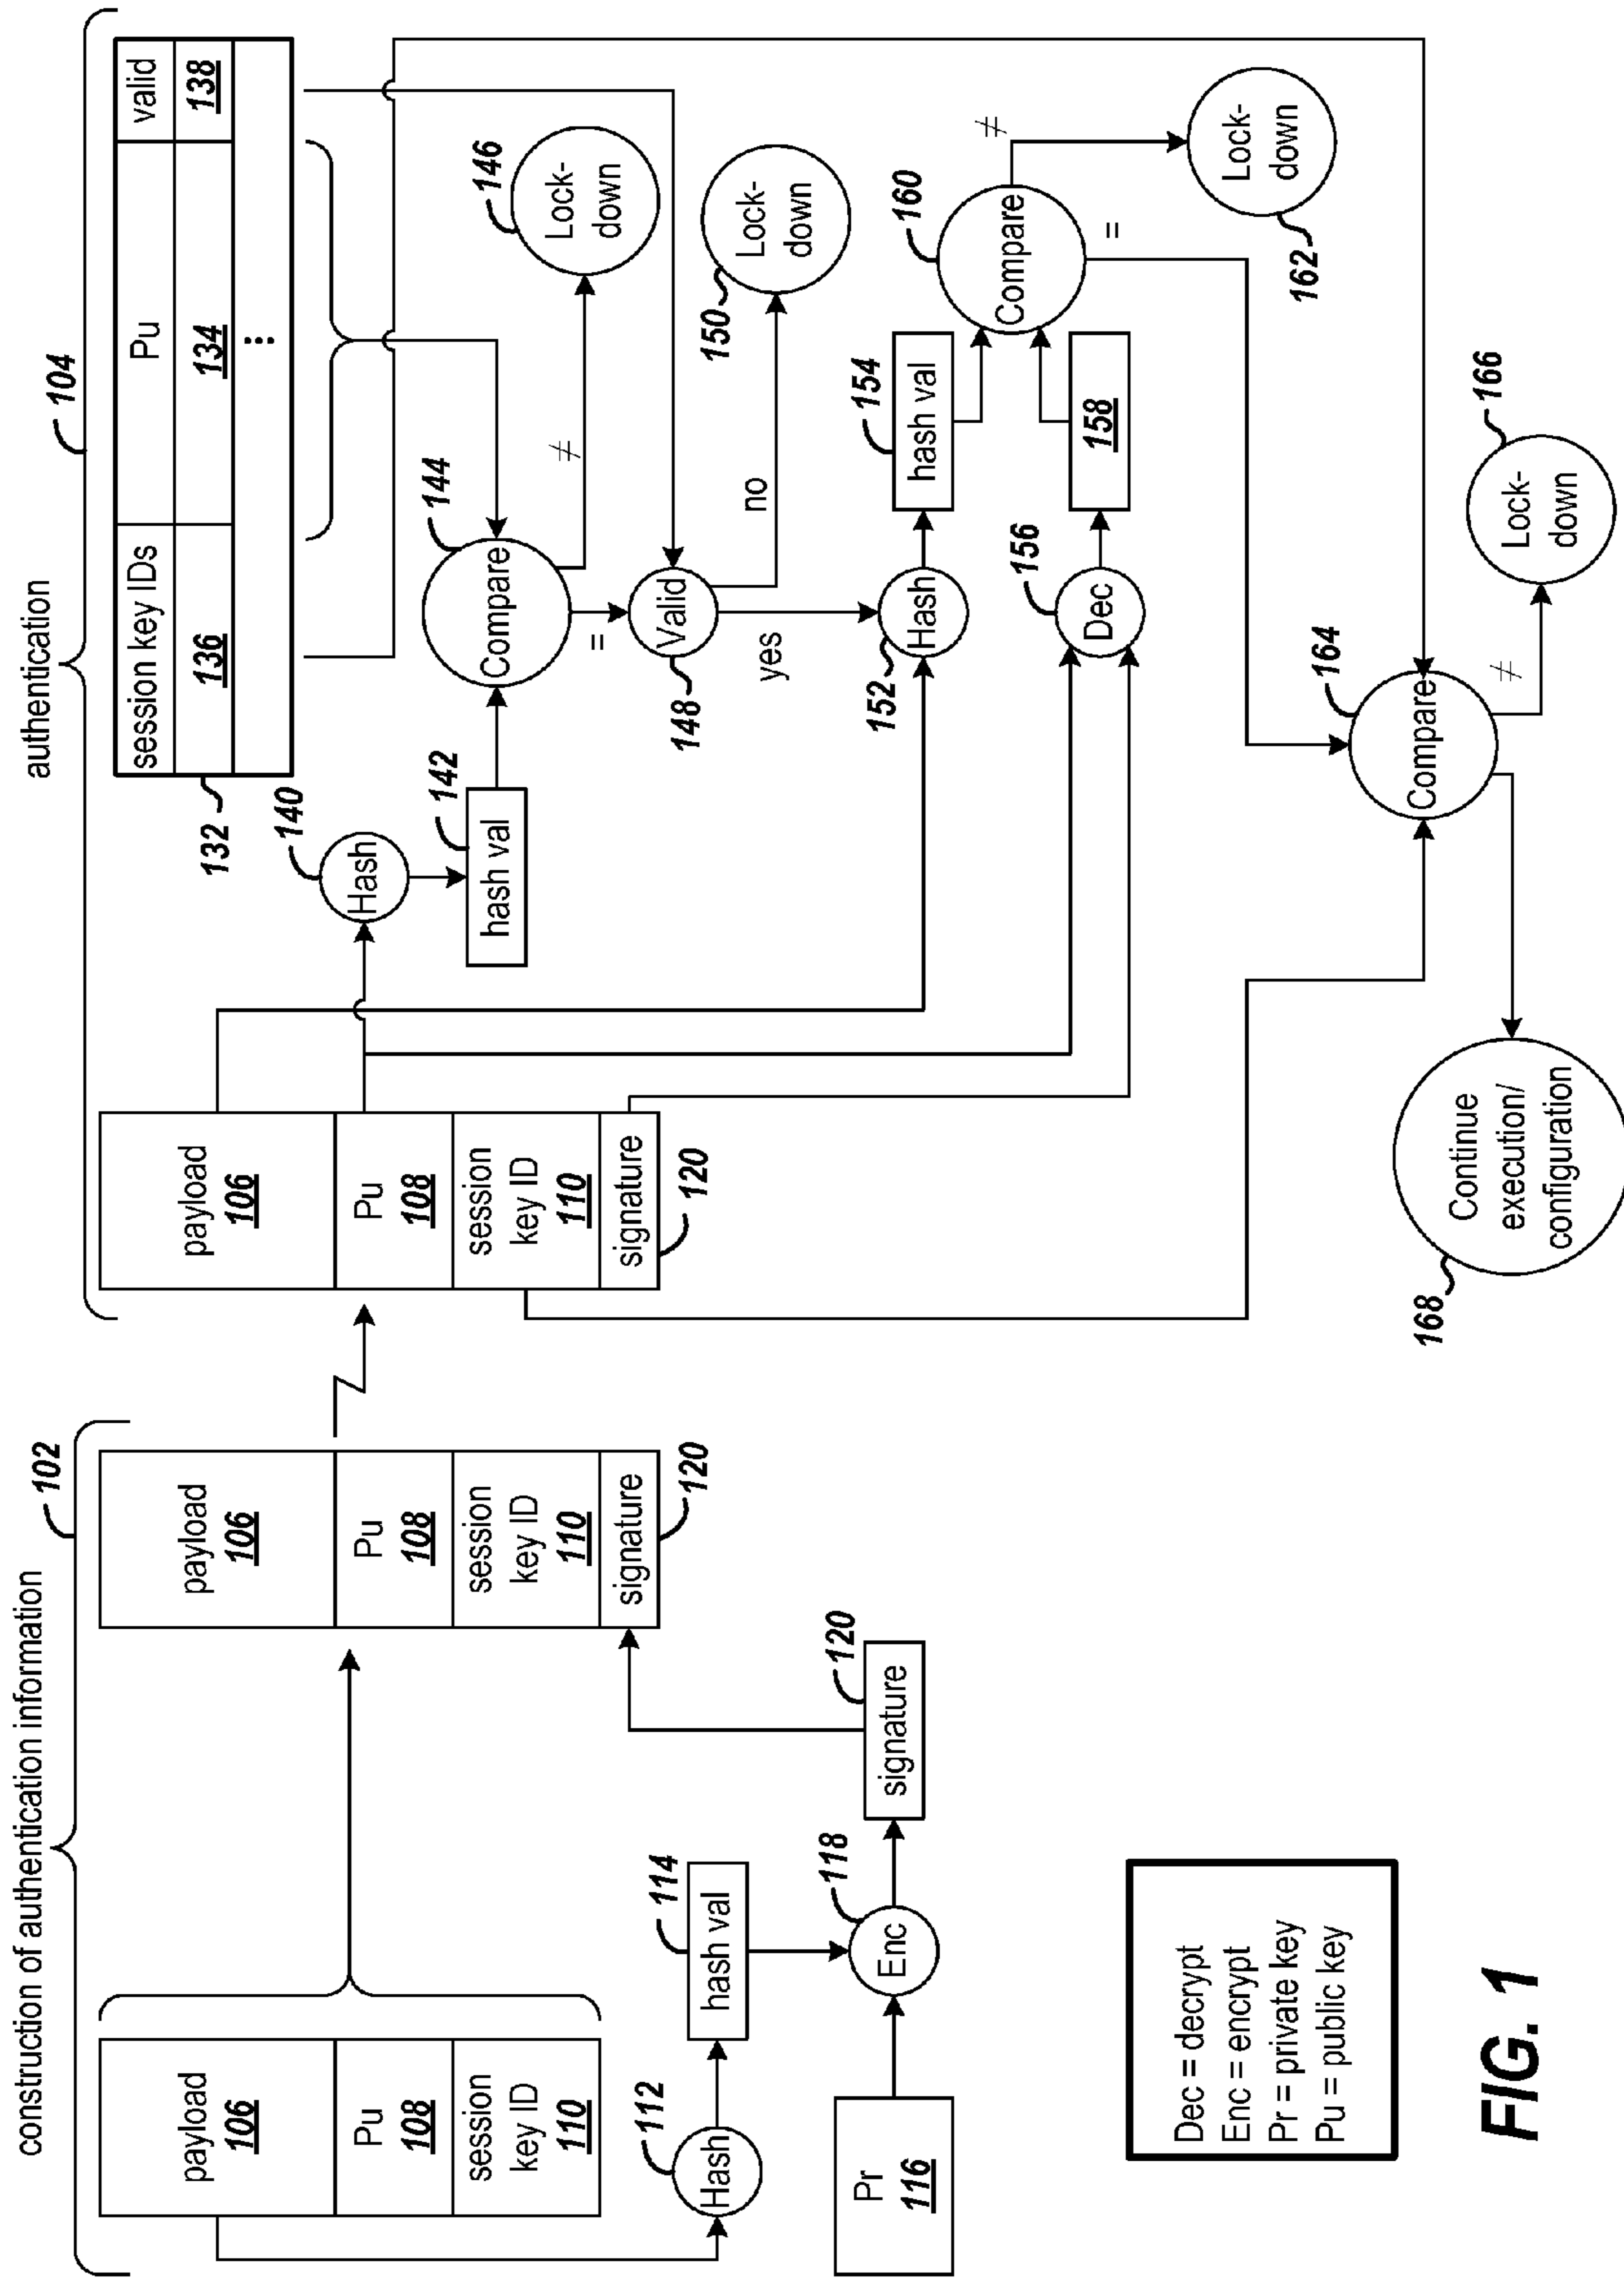 construction of authentication information
102
payload
106
Pu
108
session
key ID
110
112
Hash
114
hash val
Pr
116
118
Enc
120
signature
payload
106
Pu
108
session
key ID
110
signature
120
authentication
104
payload
106
Pu
108
session
key ID
110
signature
120
session key IDs
Pu
valid
136
134
138
⋮
132
140
Hash
142
hash val
144
Compare
≠
146
Lock-
down
=
148
Valid
no
150
Lock-
down
yes
152
Hash
154
hash val
156
Dec
158
160
Compare
≠
=
162
Lock-
down
164
Compare
≠
166
Lock-
down
168
Continue
execution/
configuration
Dec = decrypt
Enc = encrypt
Pr = private key
Pu = public key
FIG. 1